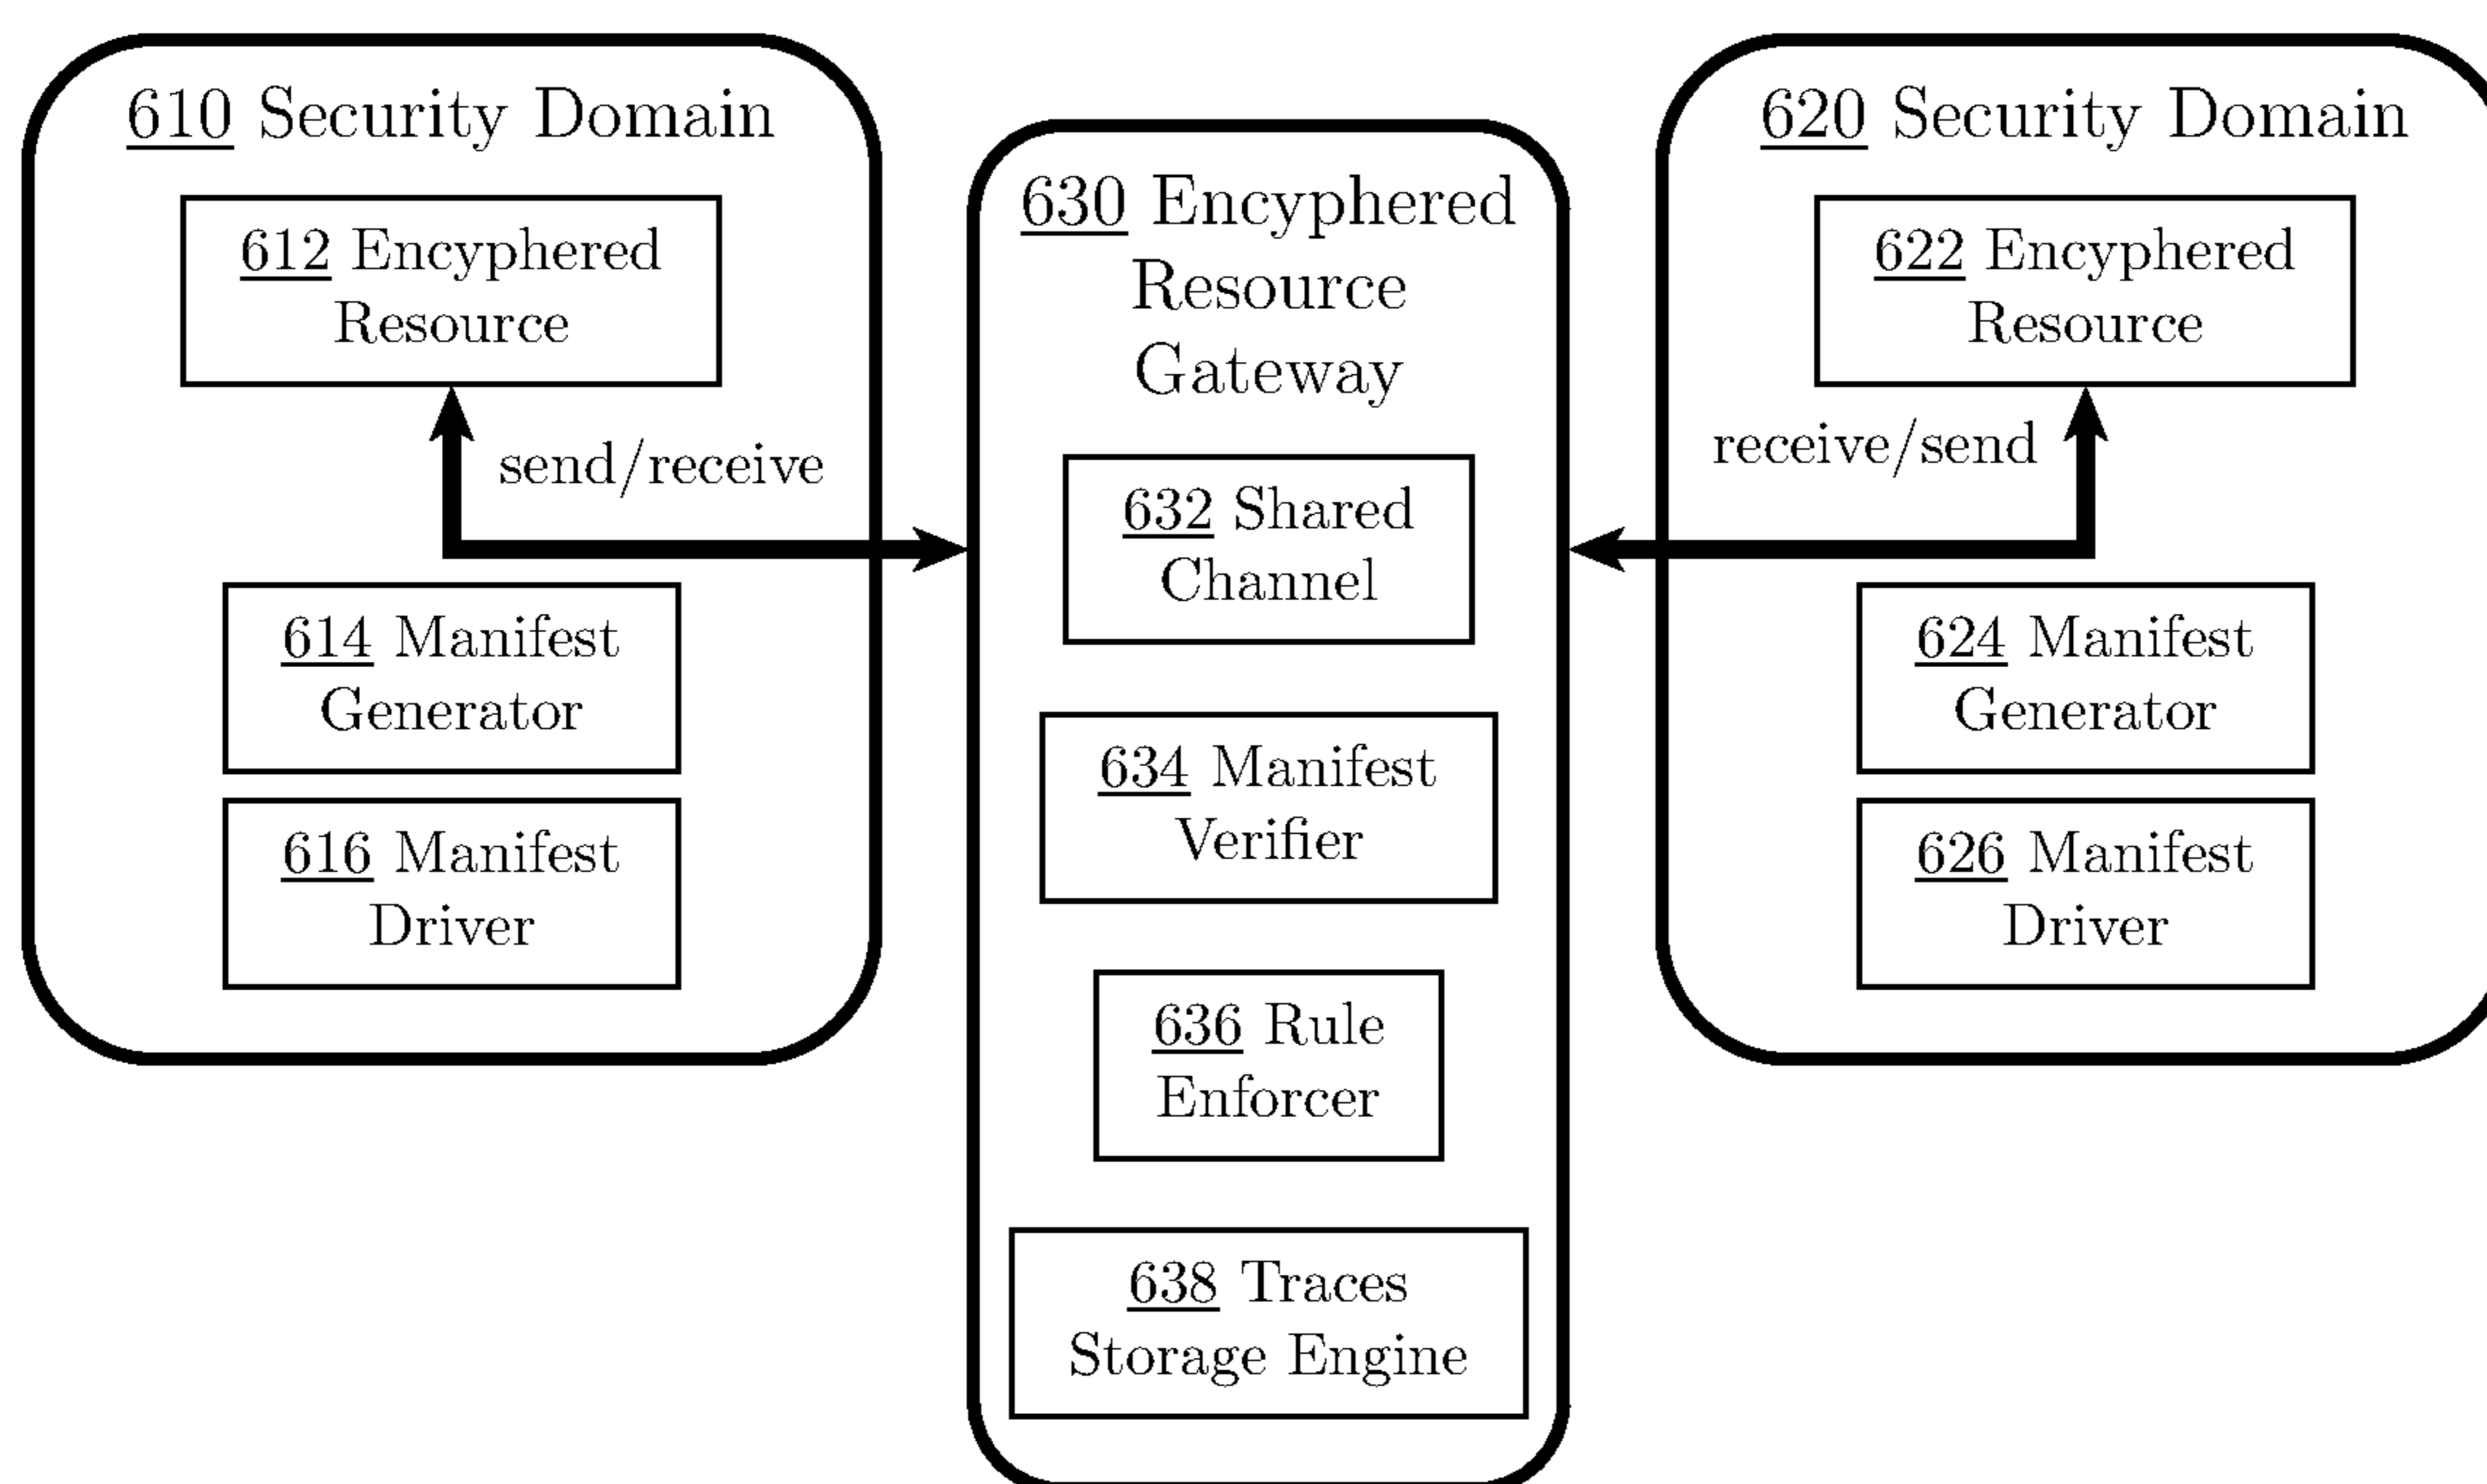 610 Security Domain
612 Encyphered
Resource
send/receive
614 Manifest
Generator
616 Manifest
Driver
630 Encyphered
Resource
Gateway
632 Shared
Channel
634 Manifest
Verifier
636 Rule
Enforcer
638 Traces
Storage Engine
620 Security Domain
622 Encyphered
Resource
receive/send
624 Manifest
Generator
626 Manifest
Driver